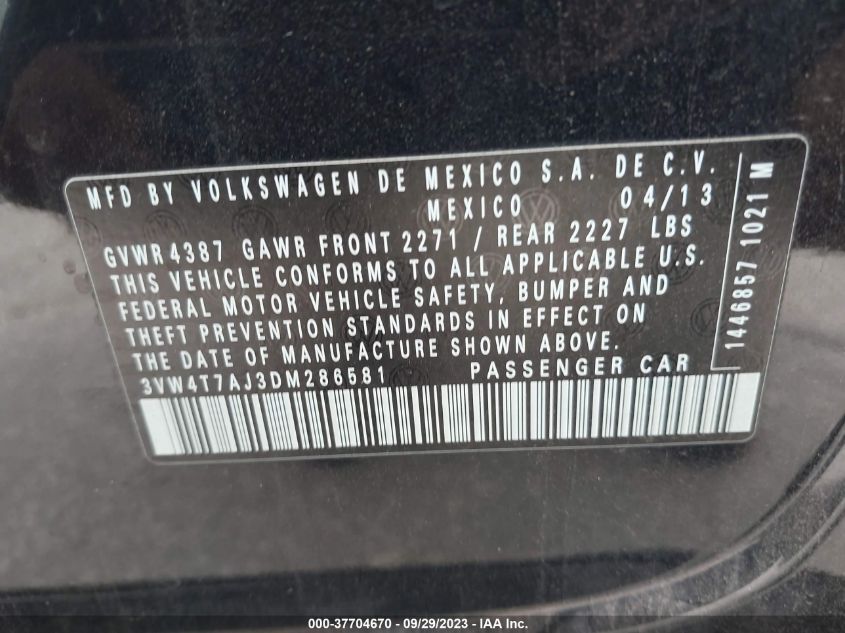 MFD BY VOLKSWAGEN DE MEXICO S.A. DE C.V.
MEXICO 04/13
GVWR 4387 GAWR FRONT 2271 / REAR 2227 LBS
THIS VEHICLE CONFORMS TO ALL APPLICABLE U.S.
FEDERAL MOTOR VEHICLE SAFETY, BUMPER AND
THEFT PREVENTION STANDARDS IN EFFECT ON
THE DATE OF MANUFACTURE SHOWN ABOVE.
3VW4T7AJ3DM286581 PASSENGER CAR
1446857 1021 M
000-37704670 - 09/29/2023 - IAA Inc.